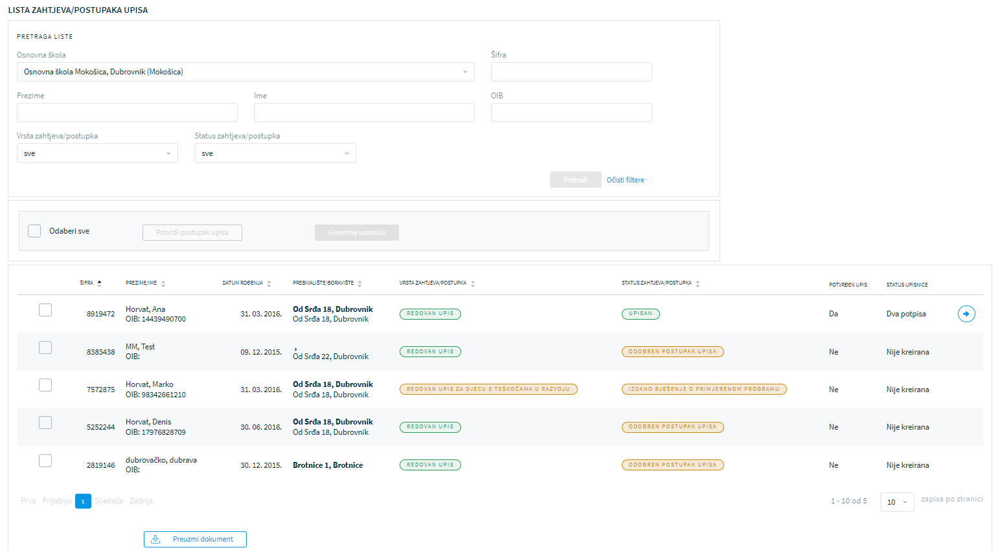 LISTA ZAHTJEVA/POSTUPAKA UPISA
PRETRAGA LISTE
Osnovna škola
Šifra
Osnovna škola Mokošica, Dubrovnik (Mokošica)
Prezime
Ime
OIB
Vrsta zahtjeva/postupka
Status zahtjeva/postupka
sve
sve
Pretraži
Očisti filtere
Odaberi sve
Potvrdi postupak upisa
Generiraj upisnicu
ŠIFRA
PREZIME/IME
DATUM ROĐENJA
PREBIVALIŠTE/BORAVIŠTE
VRSTA ZAHTJEVA/POSTUPKA
STATUS ZAHTJEVA/POSTUPKA
POTVRĐEN UPIS
STATUS UPISNICE
8919472
Horvat, Ana
OIB: 14439490700
31. 03. 2016.
Od Srđa 18, Dubrovnik
Od Srđa 18, Dubrovnik
REDOVAN UPIS
UPISAN
Da
Dva potpisa
8383438
MM, Test
OIB:
09. 12. 2015.
,
Od Srđa 22, Dubrovnik
REDOVAN UPIS
ODOBREN POSTUPAK UPISA
Ne
Nije kreirana
7572875
Horvat, Marko
OIB: 98342661210
31. 03. 2016.
Od Srđa 18, Dubrovnik
Od Srđa 18, Dubrovnik
REDOVAN UPIS ZA DJECU S TEŠKOĆAMA U RAZVOJU
IZDANO RJEŠENJE O PRIMJERENOM PROGRAMU
Ne
Nije kreirana
5252244
Horvat, Denis
OIB: 17976828709
30. 06. 2016.
Od Srđa 18, Dubrovnik
Od Srđa 18, Dubrovnik
REDOVAN UPIS
ODOBREN POSTUPAK UPISA
Ne
Nije kreirana
2819146
dubrovačko, dubrava
OIB:
30. 12. 2015.
Brotnice 1, Brotnice
REDOVAN UPIS
ODOBREN POSTUPAK UPISA
Ne
Nije kreirana
Prva Prijašnja 1 Sljedeća Zadnja
1 - 10 od 5
10
zapisa po stranici
Preuzmi dokument